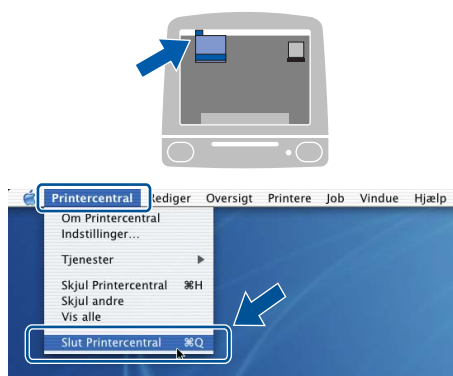 Printercentral Rediger Oversigt Printere Job Vindue Hjælp
Om Printercentral
Indstillinger...
Tjenester
Skjul Printercentral ⌘H
Skjul andre
Vis alle
Slut Printercentral ⌘Q